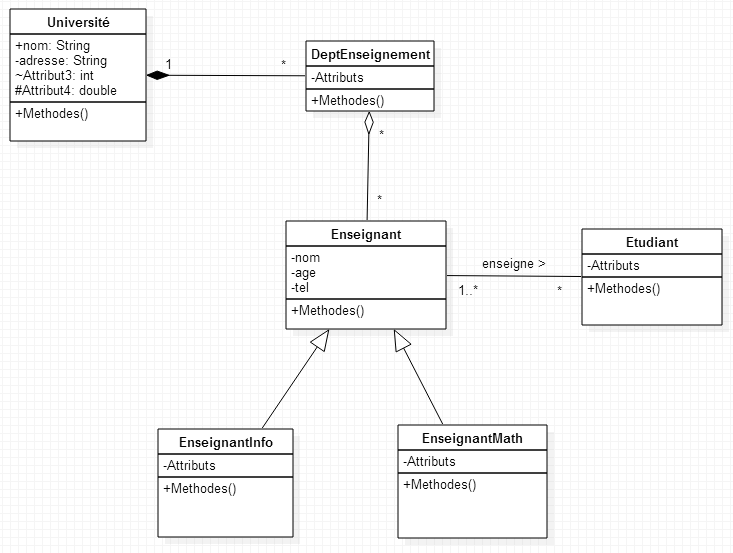 Université
+nom: String
-adresse: String
~Attribut3: int
#Attribut4: double
+Methodes()
1
*
DeptEnseignement
-Attributs
+Methodes()
*
*
Enseignant
-nom
-age
-tel
+Methodes()
enseigne >
1..*
*
Etudiant
-Attributs
+Methodes()
EnseignantInfo
-Attributs
+Methodes()
EnseignantMath
-Attributs
+Methodes()